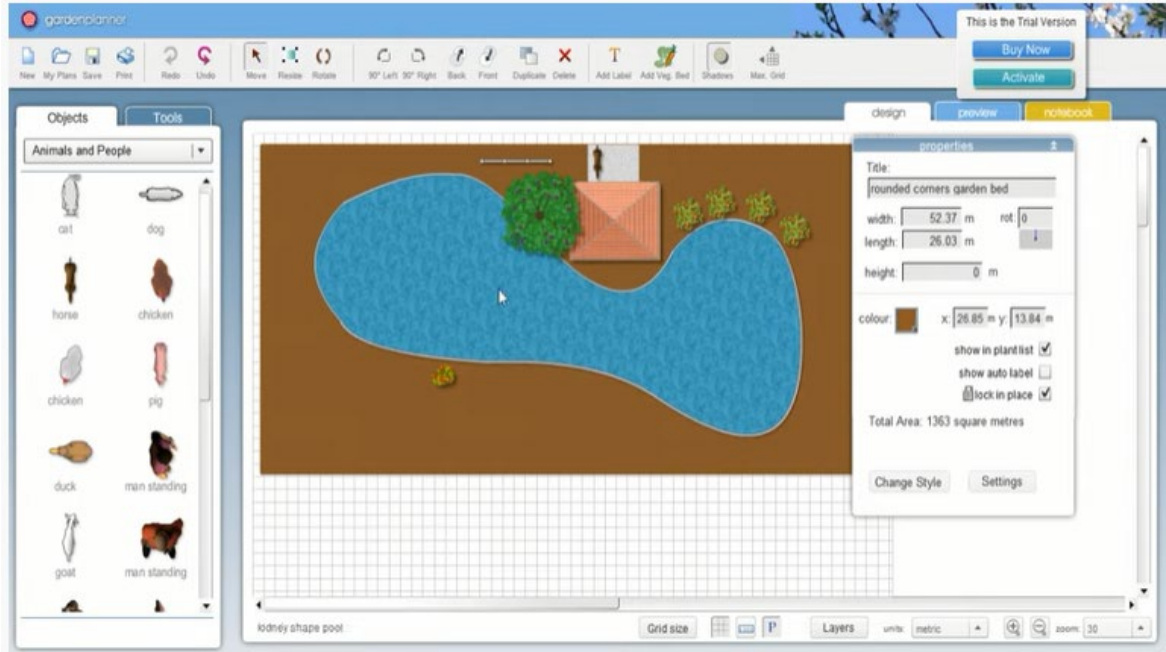 gardenplanner
This is the Trial Version
Buy Now
Activate
New My Plans Save Print Redo Undo Move Resize Rotate 90° Left 90° Right Back Front Duplicate Delete Add Label Add Veg. Bed Shadows Max. Grid
Objects Tools
design preview notebook
Animals and People
cat dog
horse chicken
chicken pig
duck man standing
goat man standing
properties
Title:
rounded corners garden bed
width: 52.37 m rot: 0
length: 26.03 m
height: 0 m
colour: x: 26.85 m y: 13.84 m
show in plant list
show auto label
lock in place
Total Area: 1363 square metres
Change Style Settings
kidney shape pool Grid size P Layers units: metric zoom: 30